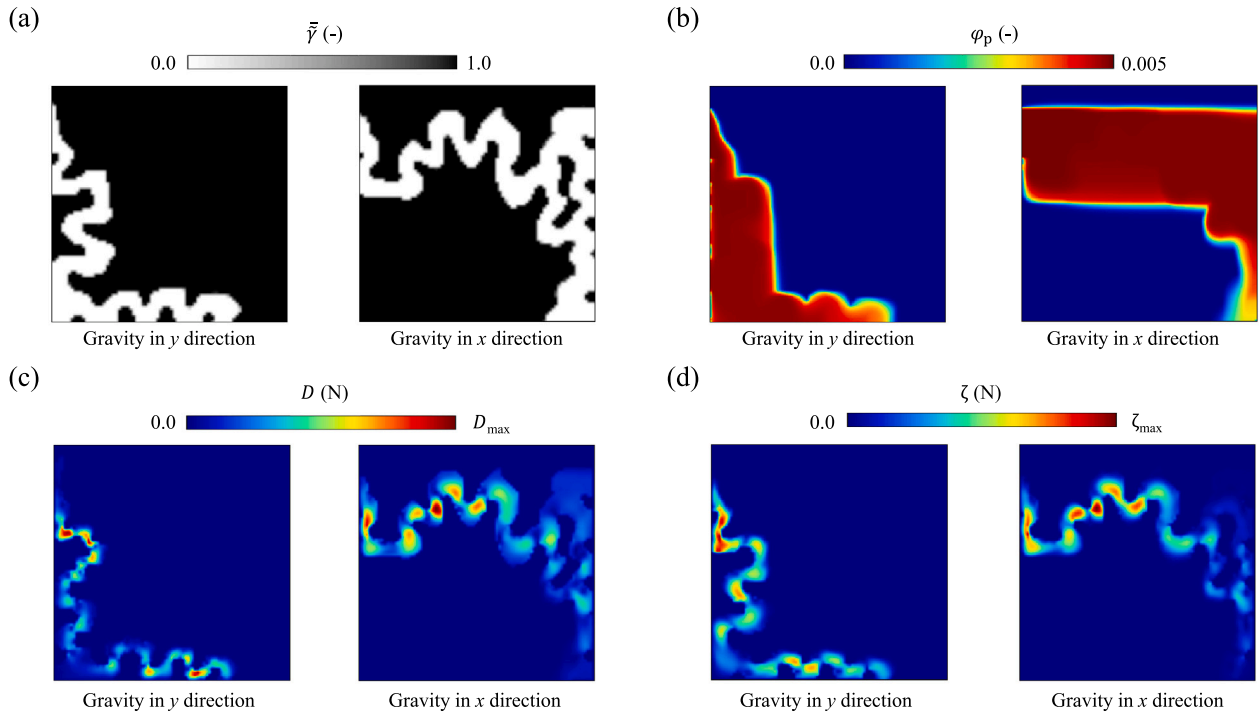 (a)
γ̃̄ (-)
0.0 1.0
Gravity in y direction Gravity in x direction
(b)
φp (-)
0.0 0.005
Gravity in y direction Gravity in x direction
(c)
D (N)
0.0 Dmax
Gravity in y direction Gravity in x direction
(d)
ζ (N)
0.0 ζmax
Gravity in y direction Gravity in x direction